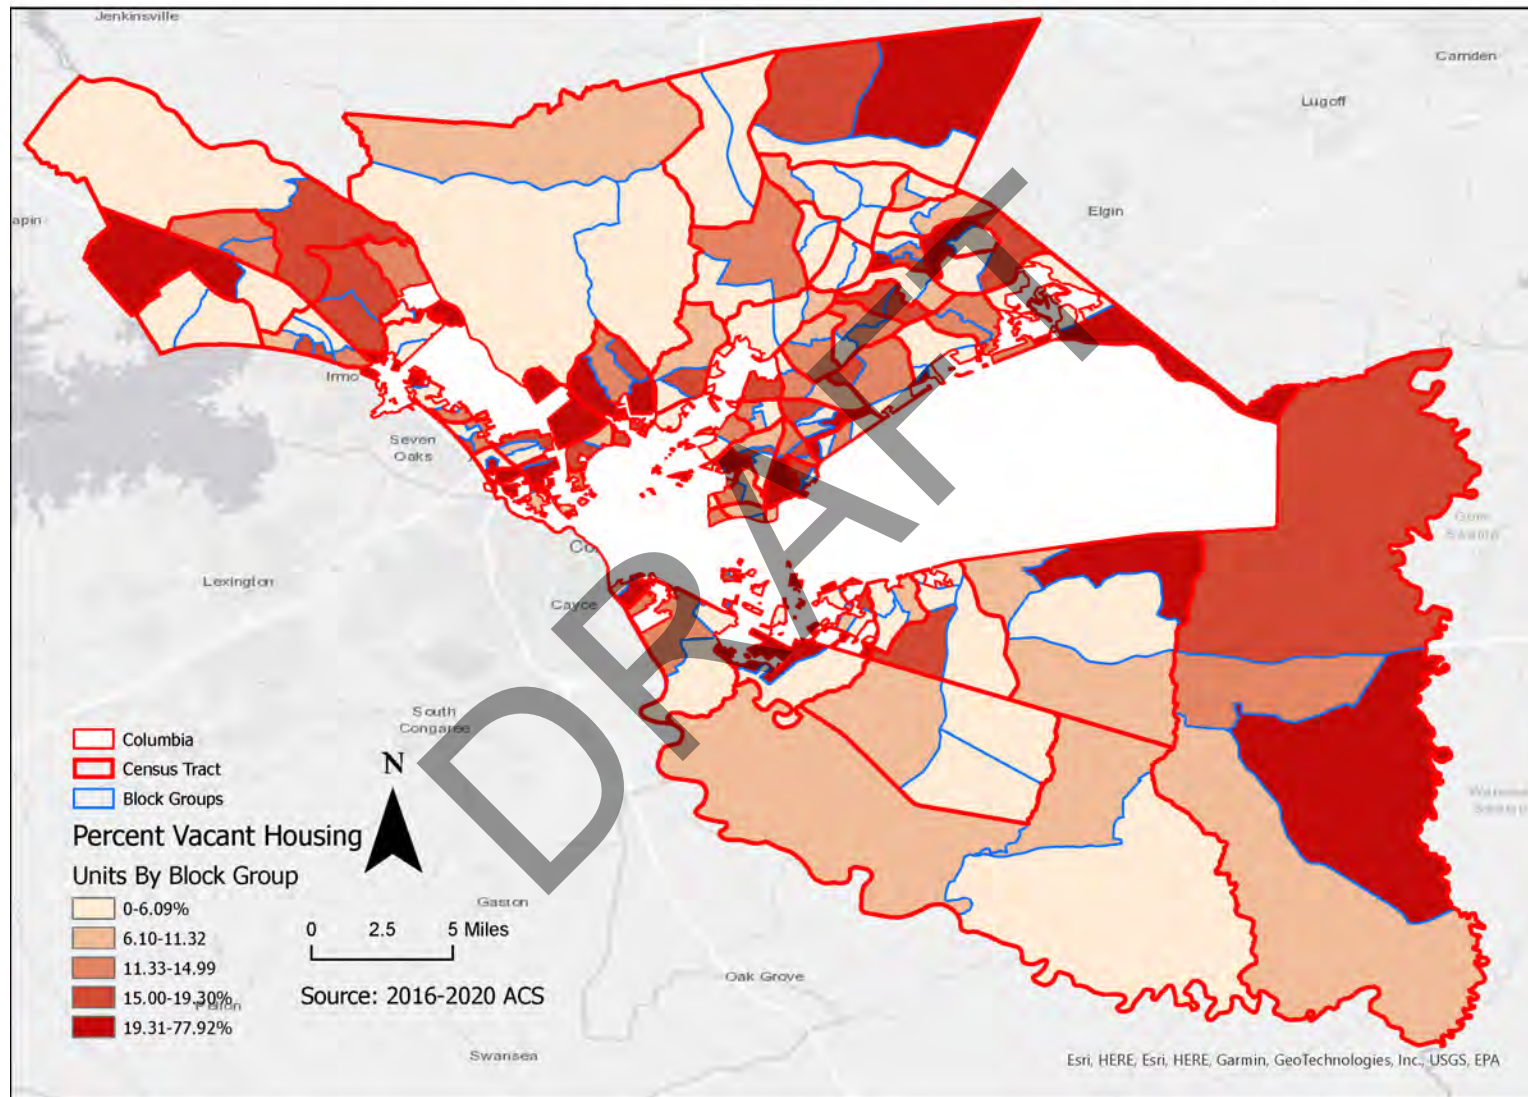 Jenkinsville
Camden
Lugoff
Elgin
apin
Irmo
Seven
Oaks
Lexington
Cayce
South
Congaree
Gaston
Oak Grove
Swansea
Swamp
Columbia
Census Tract
Block Groups
N
Percent Vacant Housing
Units By Block Group
0-6.09%
6.10-11.32
11.33-14.99
15.00-19.30%
19.31-77.92%
0 2.5 5 Miles
Source: 2016-2020 ACS
DRAFT
Esri, HERE, Esri, HERE, Garmin, GeoTechnologies, Inc., USGS, EPA